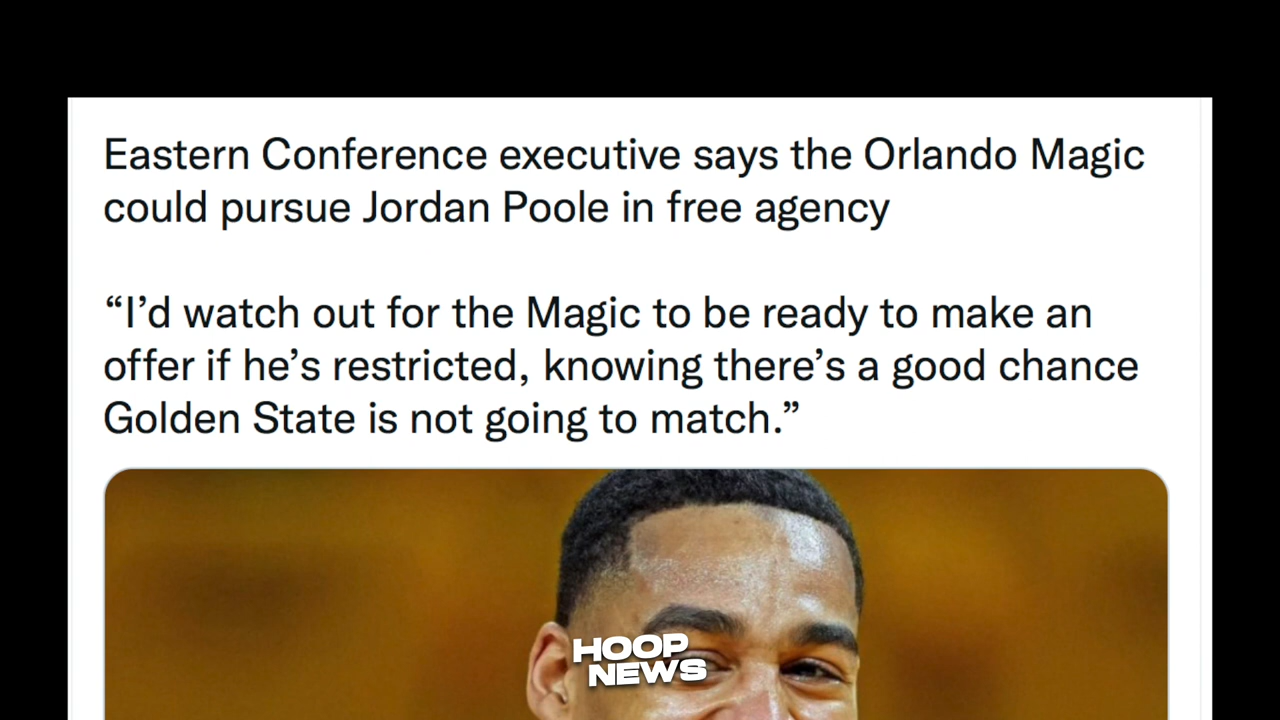 Eastern Conference executive says the Orlando Magic
could pursue Jordan Poole in free agency
“I’d watch out for the Magic to be ready to make an
offer if he’s restricted, knowing there’s a good chance
Golden State is not going to match.”
HOOP
NEWS